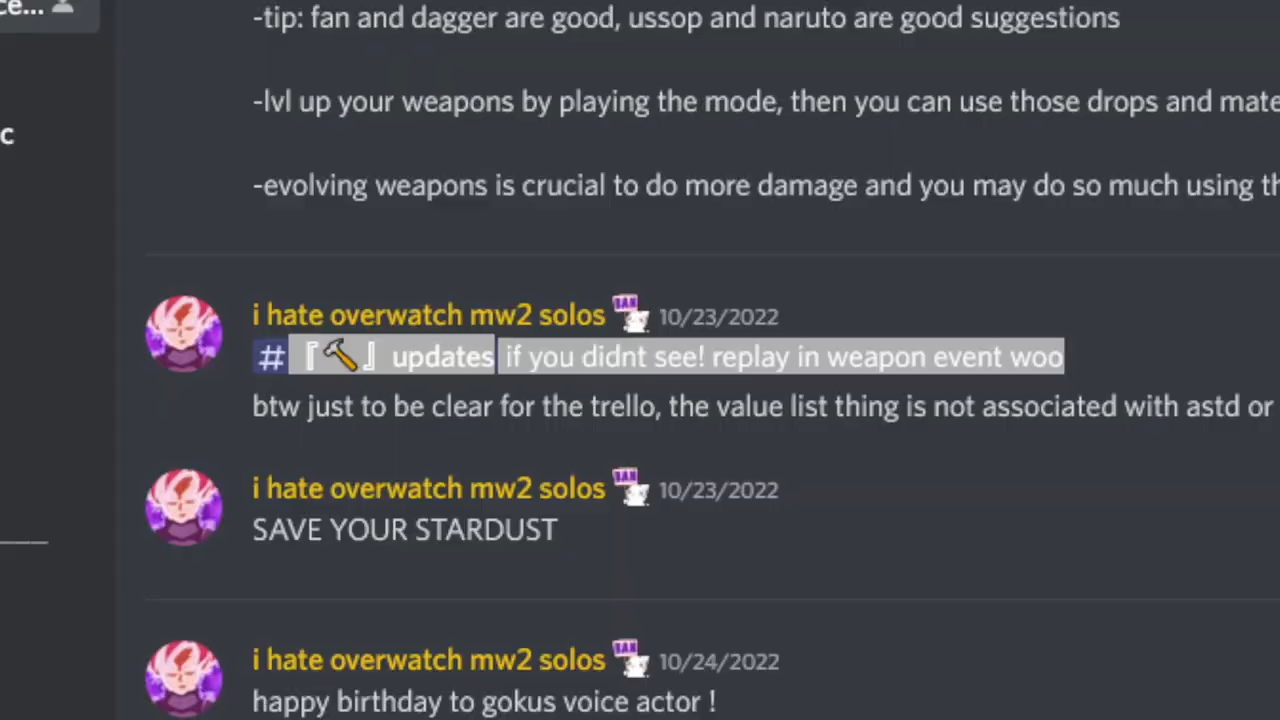 ce...
-tip: fan and dagger are good, ussop and naruto are good suggestions
-lvl up your weapons by playing the mode, then you can use those drops and mate
c
-evolving weapons is crucial to do more damage and you may do so much using th
i hate overwatch mw2 solos BAN 10/23/2022
# 『🔨』 updates if you didnt see! replay in weapon event woo
btw just to be clear for the trello, the value list thing is not associated with astd or
i hate overwatch mw2 solos BAN 10/23/2022
SAVE YOUR STARDUST
i hate overwatch mw2 solos BAN 10/24/2022
happy birthday to gokus voice actor !